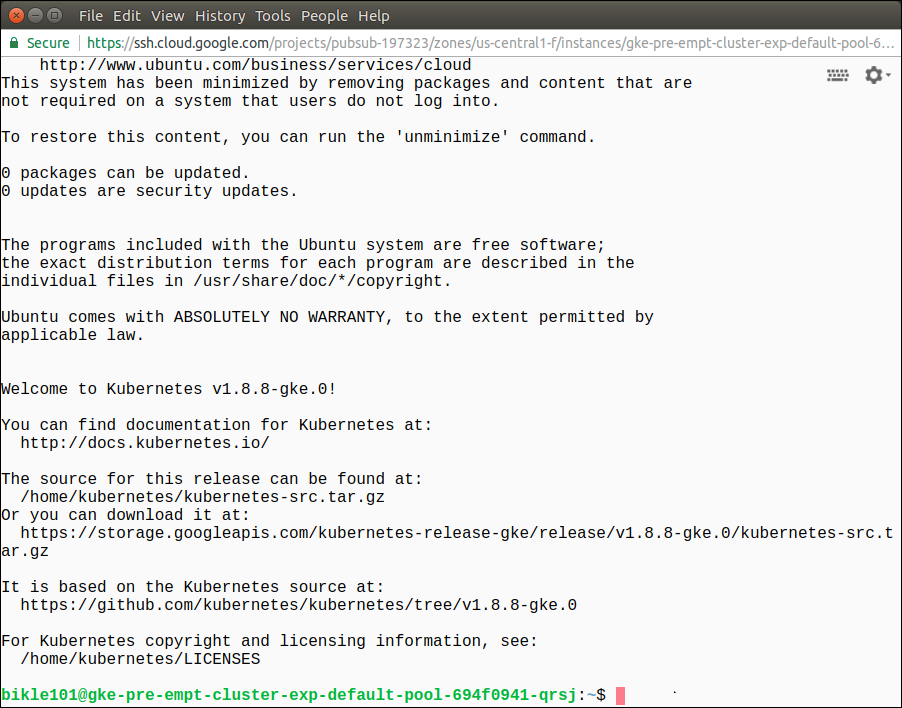 File Edit View History Tools People Help
Secure https://ssh.cloud.google.com/projects/pubsub-197323/zones/us-central1-f/instances/gke-pre-empt-cluster-exp-default-pool-6...
http://www.ubuntu.com/business/services/cloud
This system has been minimized by removing packages and content that are
not required on a system that users do not log into.
To restore this content, you can run the 'unminimize' command.
0 packages can be updated.
0 updates are security updates.
The programs included with the Ubuntu system are free software;
the exact distribution terms for each program are described in the
individual files in /usr/share/doc/*/copyright.
Ubuntu comes with ABSOLUTELY NO WARRANTY, to the extent permitted by
applicable law.
Welcome to Kubernetes v1.8.8-gke.0!
You can find documentation for Kubernetes at:
http://docs.kubernetes.io/
The source for this release can be found at:
/home/kubernetes/kubernetes-src.tar.gz
Or you can download it at:
https://storage.googleapis.com/kubernetes-release-gke/release/v1.8.8-gke.0/kubernetes-src.t
ar.gz
It is based on the Kubernetes source at:
https://github.com/kubernetes/kubernetes/tree/v1.8.8-gke.0
For Kubernetes copyright and licensing information, see:
/home/kubernetes/LICENSES
bikle101@gke-pre-empt-cluster-exp-default-pool-694f0941-qrsj:~$